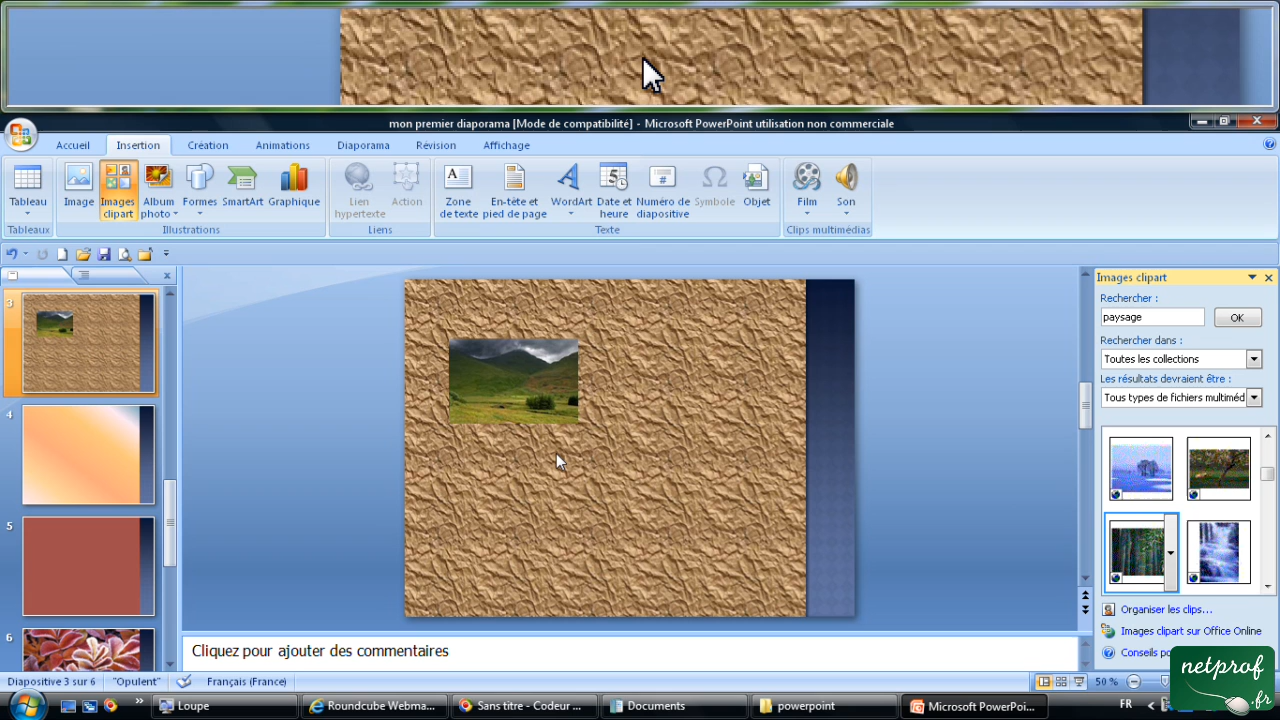 mon premier diaporama [Mode de compatibilité] - Microsoft PowerPoint utilisation non commerciale
Accueil Insertion Création Animations Diaporama Révision Affichage
Tableau
Image
Images clipart
Album photo
Formes
SmartArt
Graphique
Lien hypertexte
Action
Zone de texte
En-tête et pied de page
WordArt
Date et heure
Numéro de diapositive
Symbole
Objet
Film
Son
Tableaux Illustrations Liens Texte Clips multimédias
3
4
5
6
Images clipart
Rechercher :
paysage OK
Rechercher dans :
Toutes les collections
Les résultats devraient être :
Tous types de fichiers multiméd
Organiser les clips...
Images clipart sur Office Online
Conseils po
Cliquez pour ajouter des commentaires
Diapositive 3 sur 6 "Opulent" Français (France) 50 %
netprof
.fr
Loupe Roundcube Webma... Sans titre - Codeur ... Documents powerpoint Microsoft PowerPoi... FR